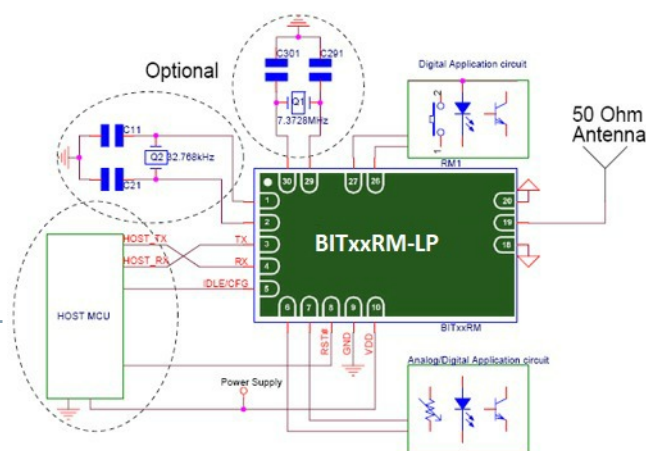 C301
C291
Optional
Q1
7.3728MHz
Digital Application circuit
2
1
RM1
50 Ohm
Antenna
C11
Q2
32.768kHz
C21
30
29
27
26
1
2
3
4
5
20
19
18
BITxxRM-LP
HOST_TX
TX
HOST_RX
RX
IDLE/CFG
HOST MCU
6
7
8
9
10
BITxxRM
RST#
GND
VDD
Power Supply
Analog/Digital Application circuit